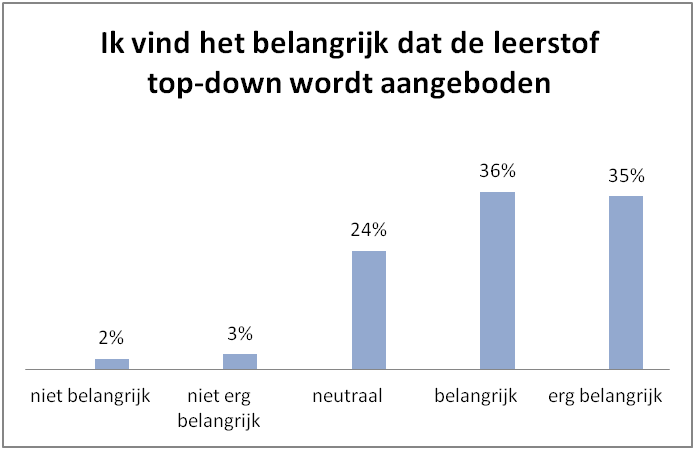 Ik vind het belangrijk dat de leerstof
top-down wordt aangeboden
2%
3%
24%
36%
35%
niet belangrijk
niet erg
belangrijk
neutraal
belangrijk
erg belangrijk